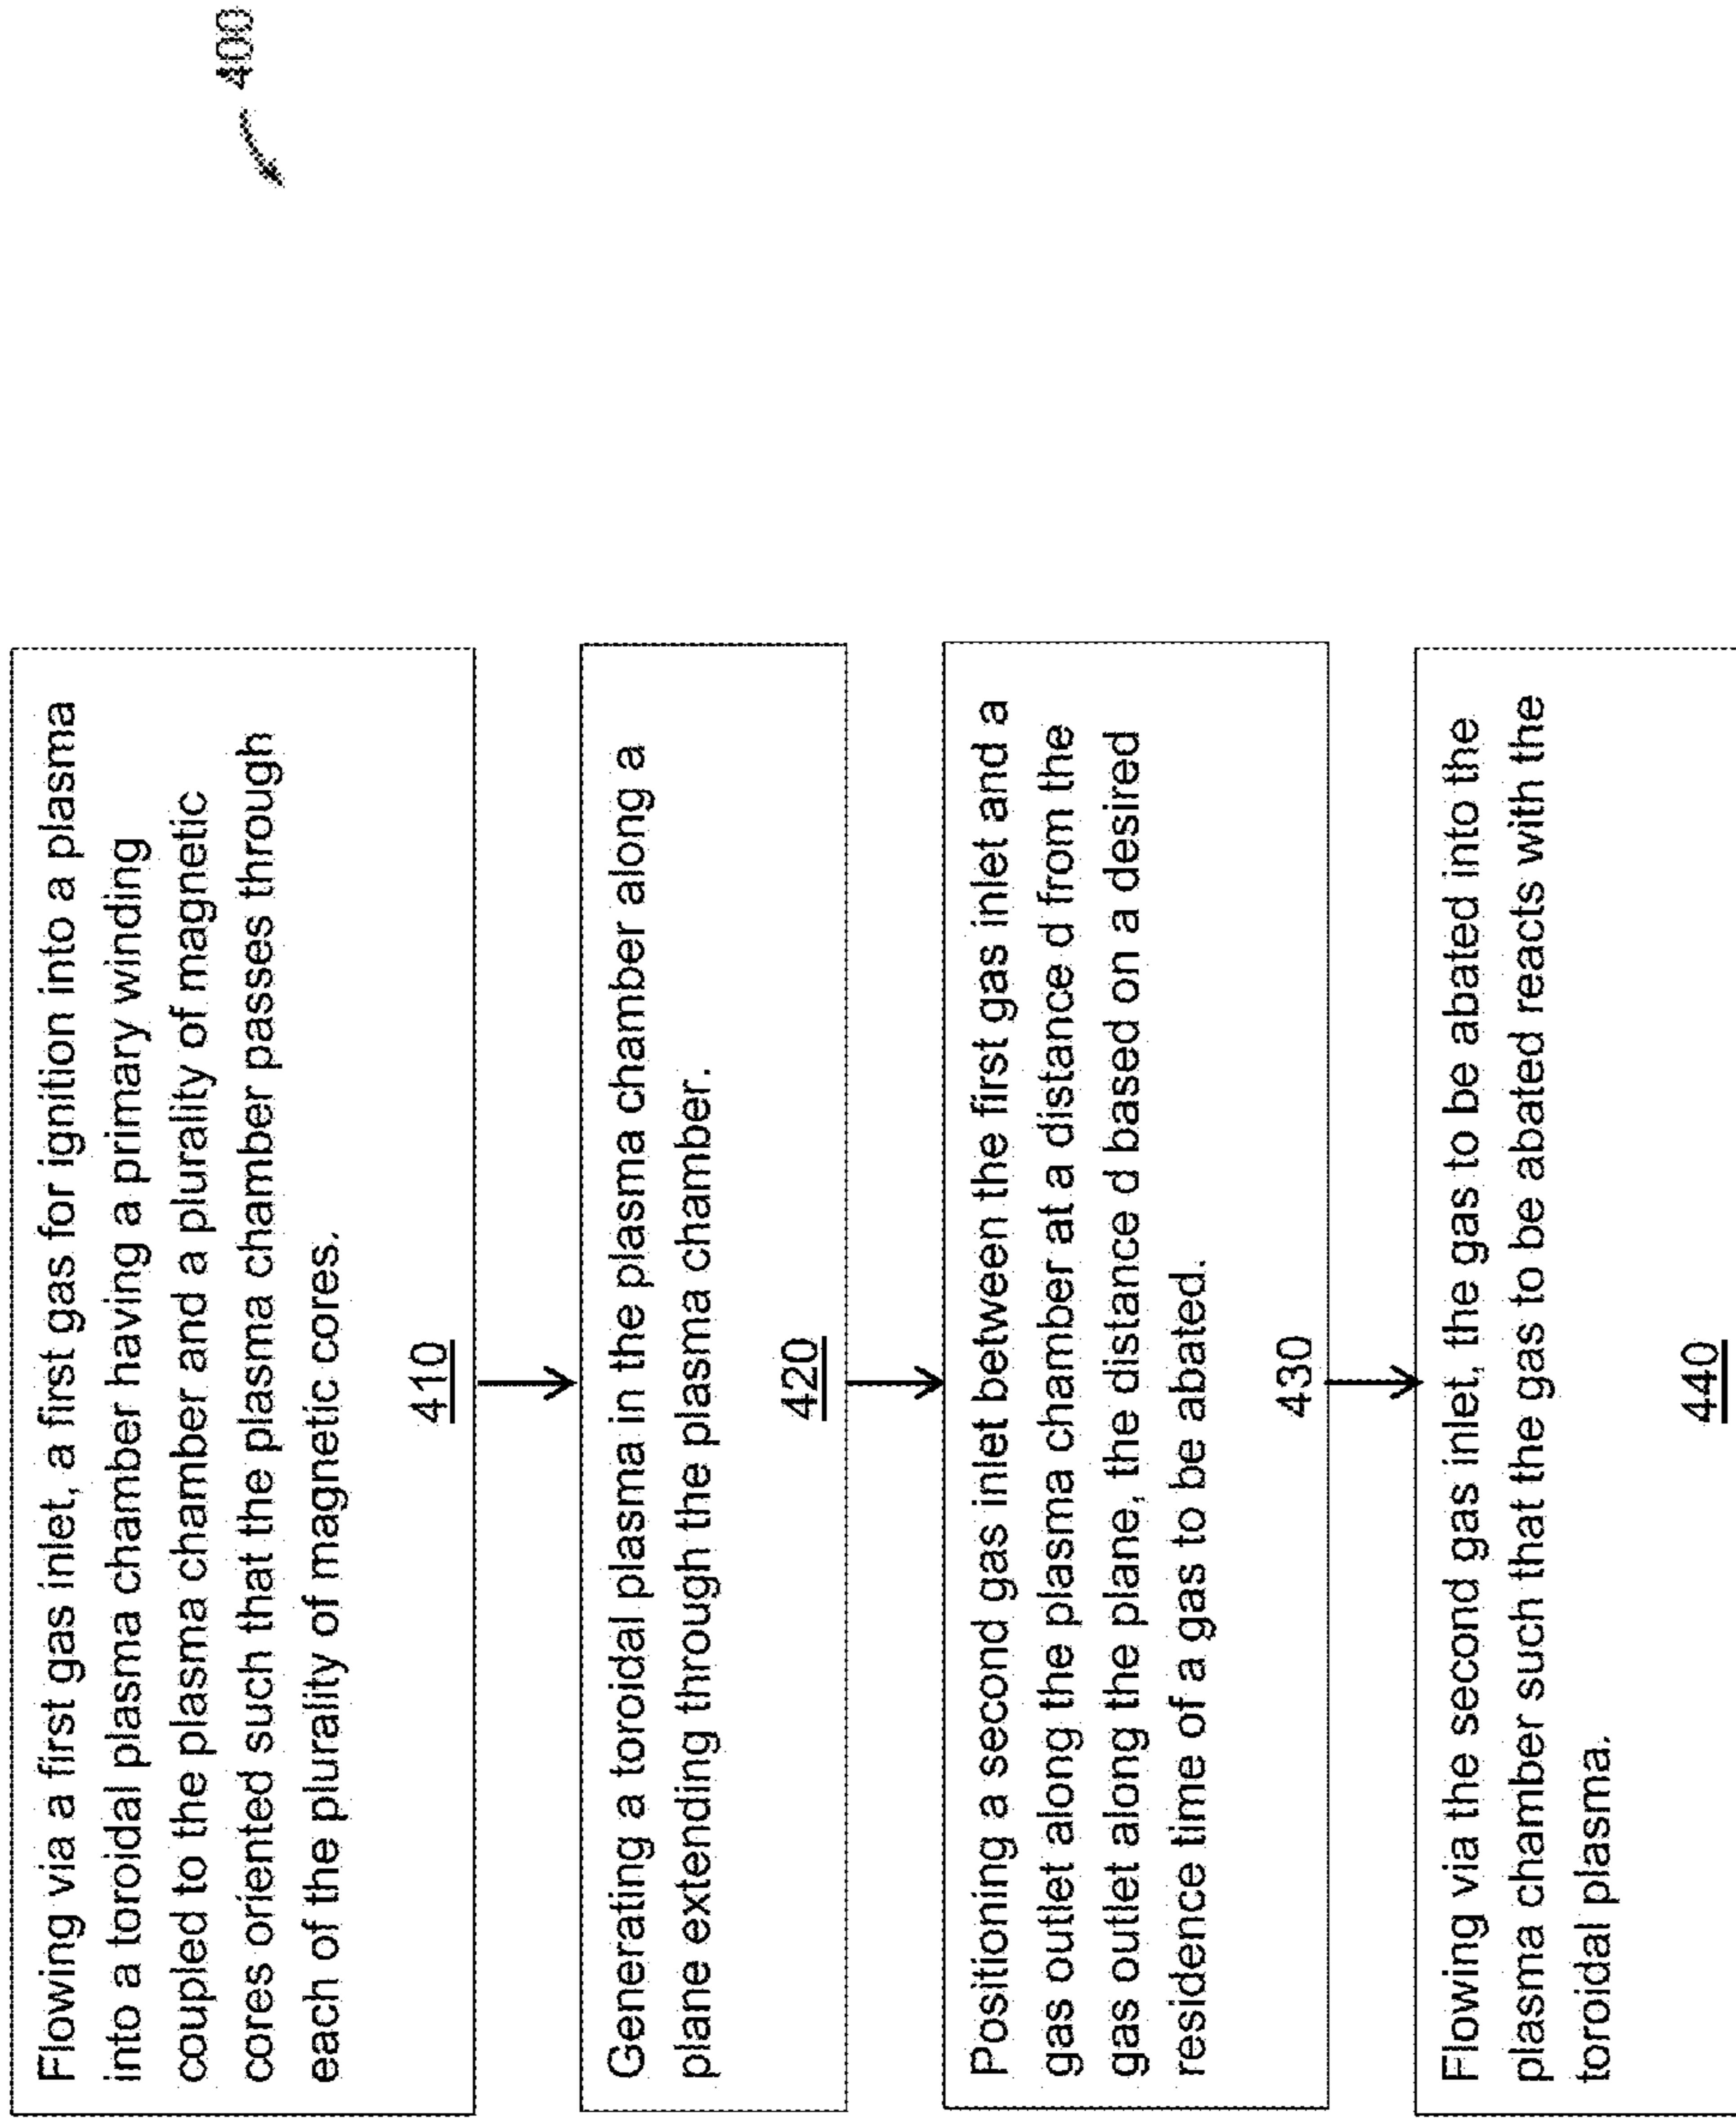 400
Flowing via a first gas inlet, a first gas for ignition into a plasma
into a toroidal plasma chamber having a primary winding
coupled to the plasma chamber and a plurality of magnetic
cores oriented such that the plasma chamber passes through
each of the plurality of magnetic cores.
410
Generating a toroidal plasma in the plasma chamber along a
plane extending through the plasma chamber.
420
Positioning a second gas inlet between the first gas inlet and a
gas outlet along the plasma chamber at a distance d from the
gas outlet along the plane, the distance d based on a desired
residence time of a gas to be abated.
430
Flowing via the second gas inlet, the gas to be abated into the
plasma chamber such that the gas to be abated reacts with the
toroidal plasma.
440